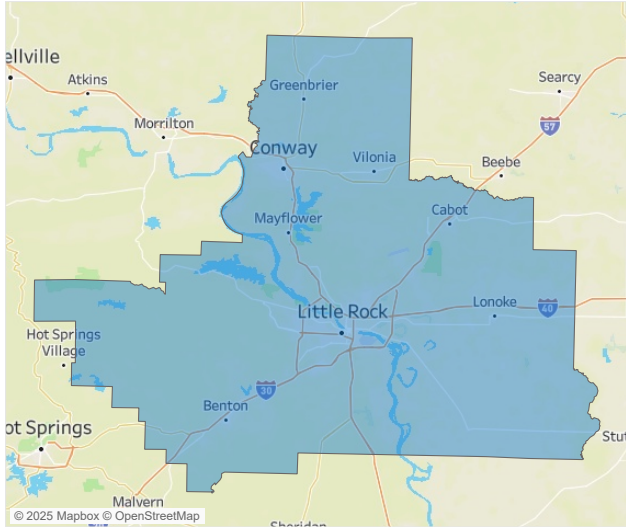 ellville
Atkins
Greenbrier
Searcy
Morrilton
57
Conway
Vilonia
Beebe
Mayflower
Cabot
Little Rock
Lonoke
40
Hot Springs
Village
30
Benton
ot Springs
Stut
Malvern
Sheridan
© 2025 Mapbox © OpenStreetMap